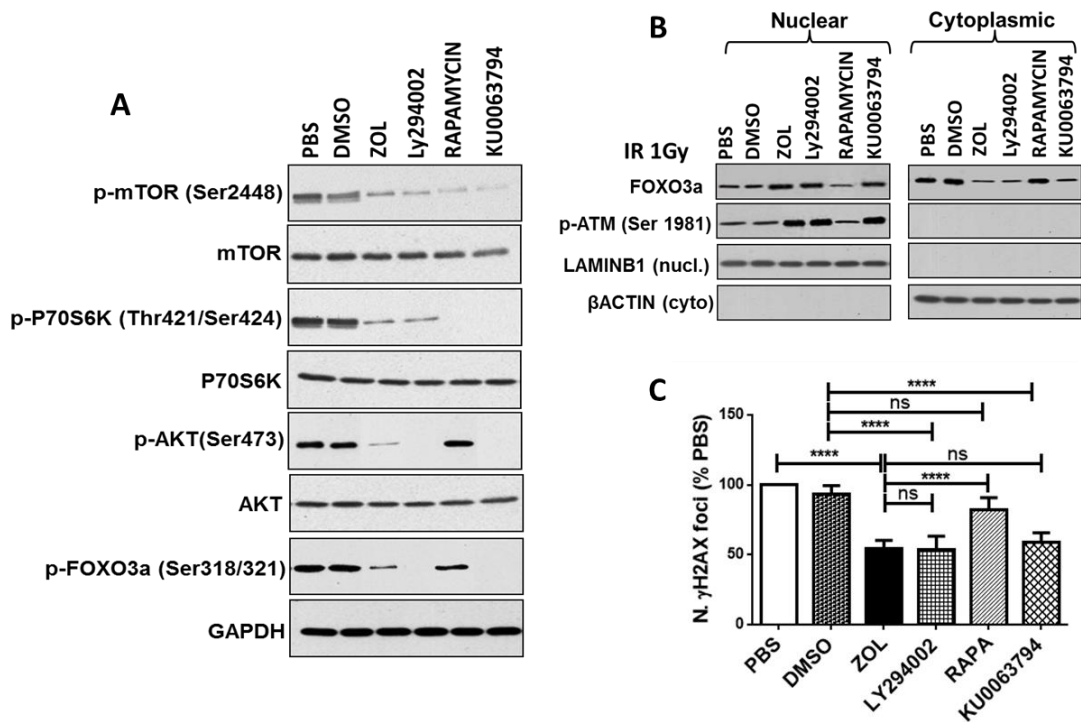 A
PBS
DMSO
ZOL
Ly294002
RAPAMYCIN
KU0063794
p-mTOR (Ser2448)
mTOR
p-P70S6K (Thr421/Ser424)
P70S6K
p-AKT(Ser473)
AKT
p-FOXO3a (Ser318/321)
GAPDH
B
Nuclear
Cytoplasmic
PBS
DMSO
ZOL
Ly294002
RAPAMYCIN
KU0063794
PBS
DMSO
ZOL
Ly294002
RAPAMYCIN
KU0063794
IR 1Gy
FOXO3a
p-ATM (Ser 1981)
LAMINB1 (nucl.)
βACTIN (cyto)
C
****
ns
****
****
ns
****
ns
N. γH2AX foci (% PBS)
150
100
50
0
PBS
DMSO
ZOL
LY294002
RAPA
KU0063794